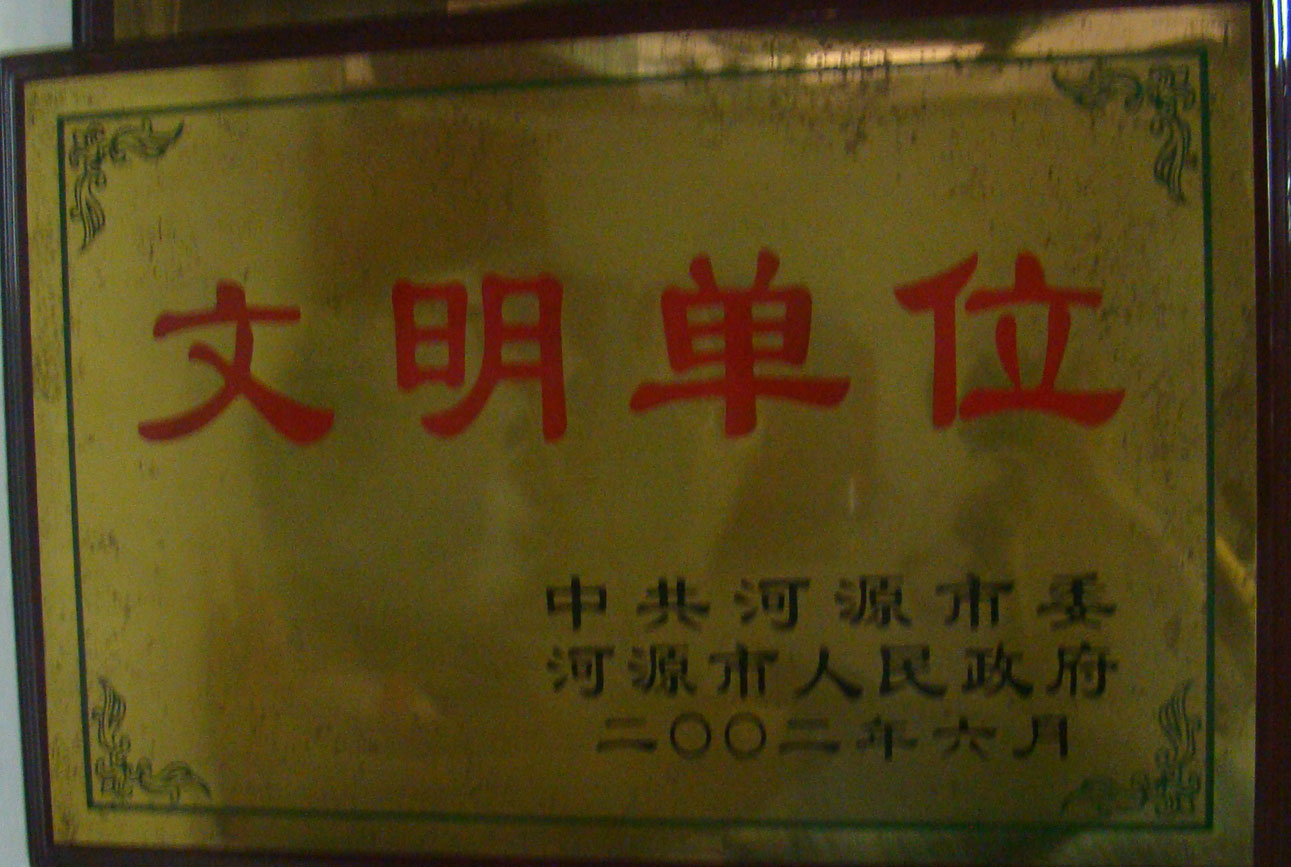 文明单位
中共河源市委
河源市人民政府
二〇〇二年六月